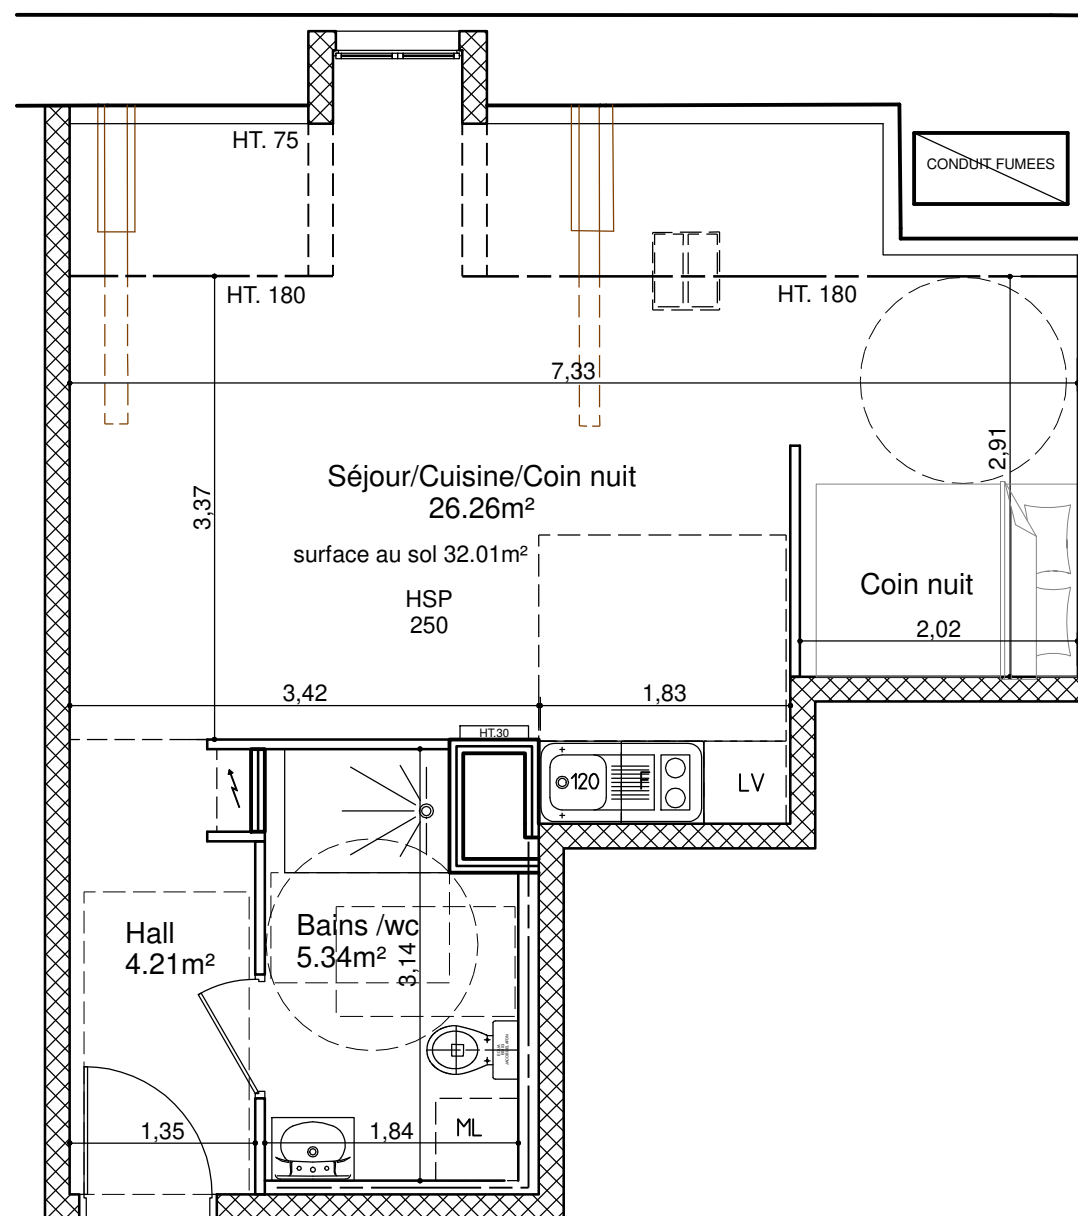 HT. 75
CONDUIT FUMEES
HT. 180
HT. 180
7,33
2,91
3,37
Séjour/Cuisine/Coin nuit
26.26m²
surface au sol 32.01m²
HSP
250
Coin nuit
2,02
3,42
1,83
HT.30
120
LV
Hall
4.21m²
Bains /wc
5.34m²
3,14
1,35
1,84
ML